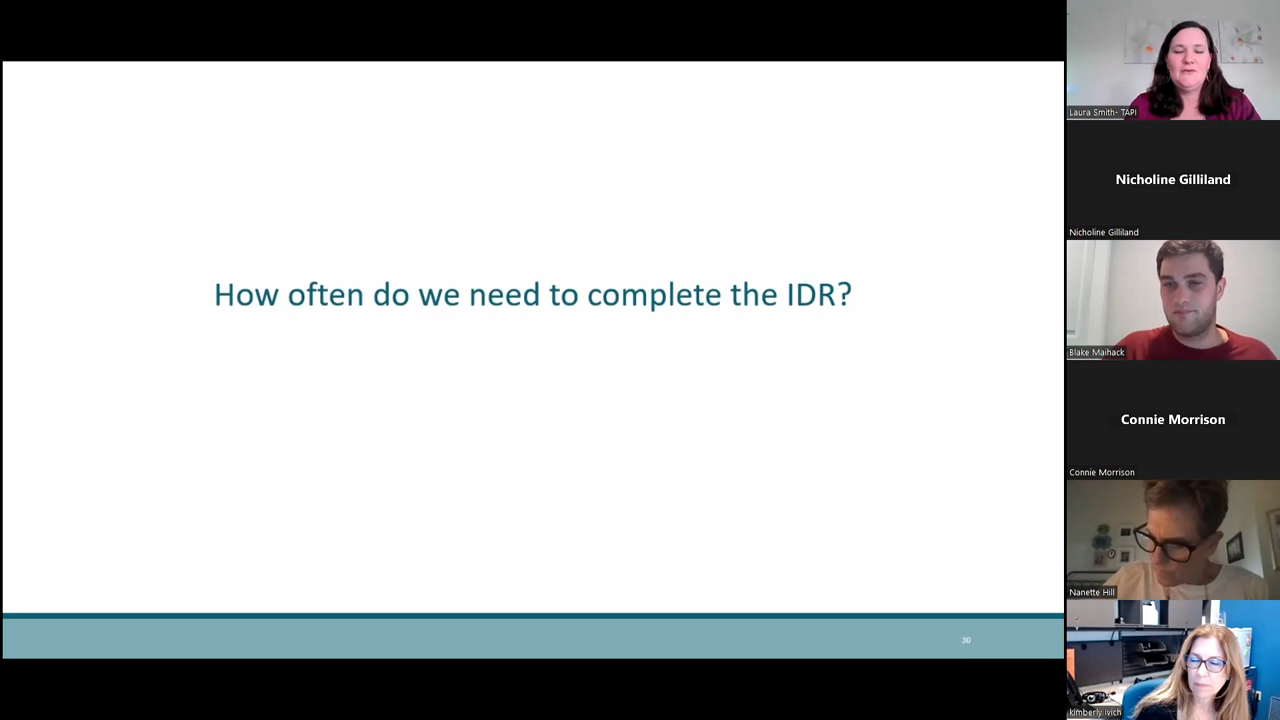 How often do we need to complete the IDR?
30
Laura Smith- TAPI
Nicholine Gilliland
Nicholine Gilliland
Blake Maihack
Connie Morrison
Connie Morrison
Nanette Hill
kimberly ivich